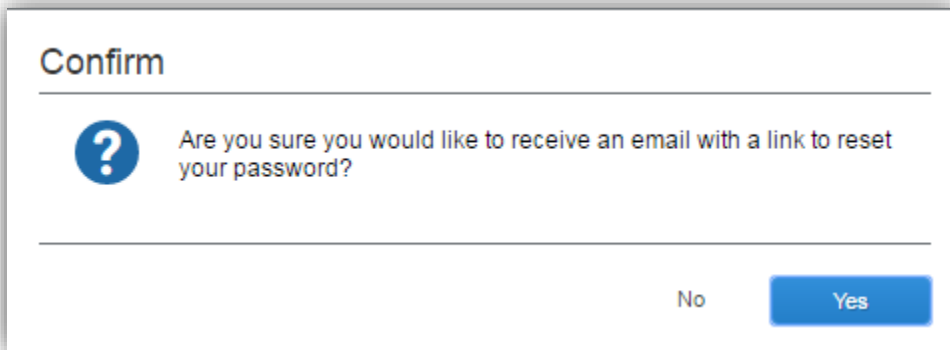 Confirm
Are you sure you would like to receive an email with a link to reset
your password?
No
Yes